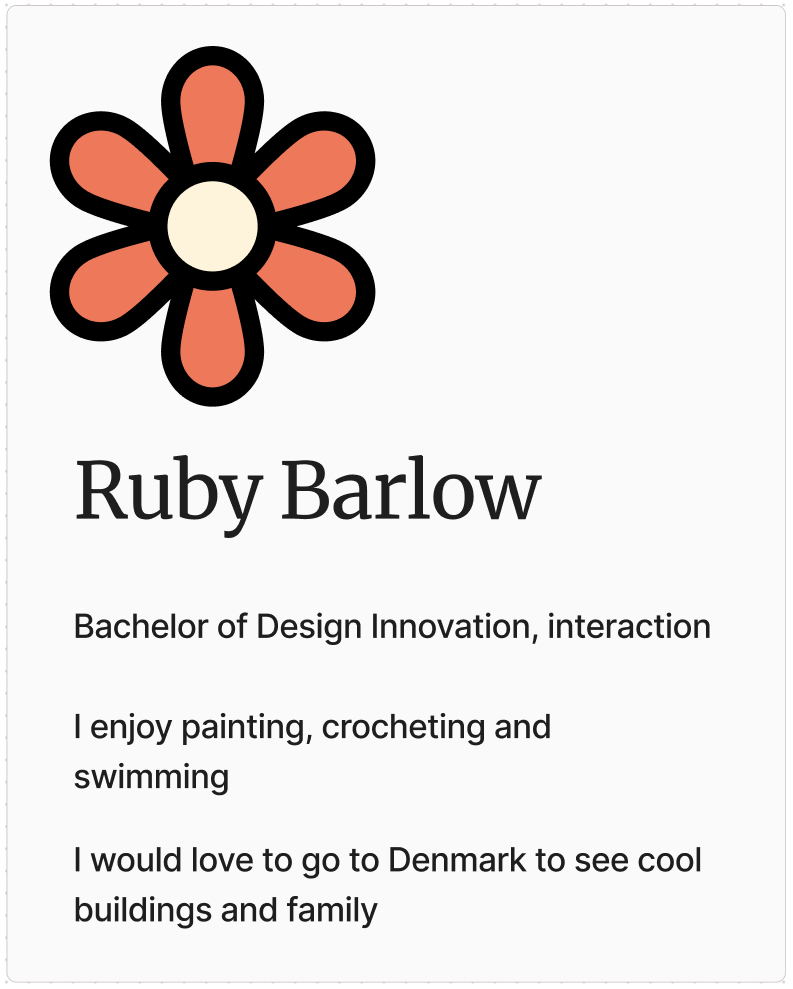 Ruby Barlow
Bachelor of Design Innovation, interaction
I enjoy painting, crocheting and
swimming
I would love to go to Denmark to see cool
buildings and family